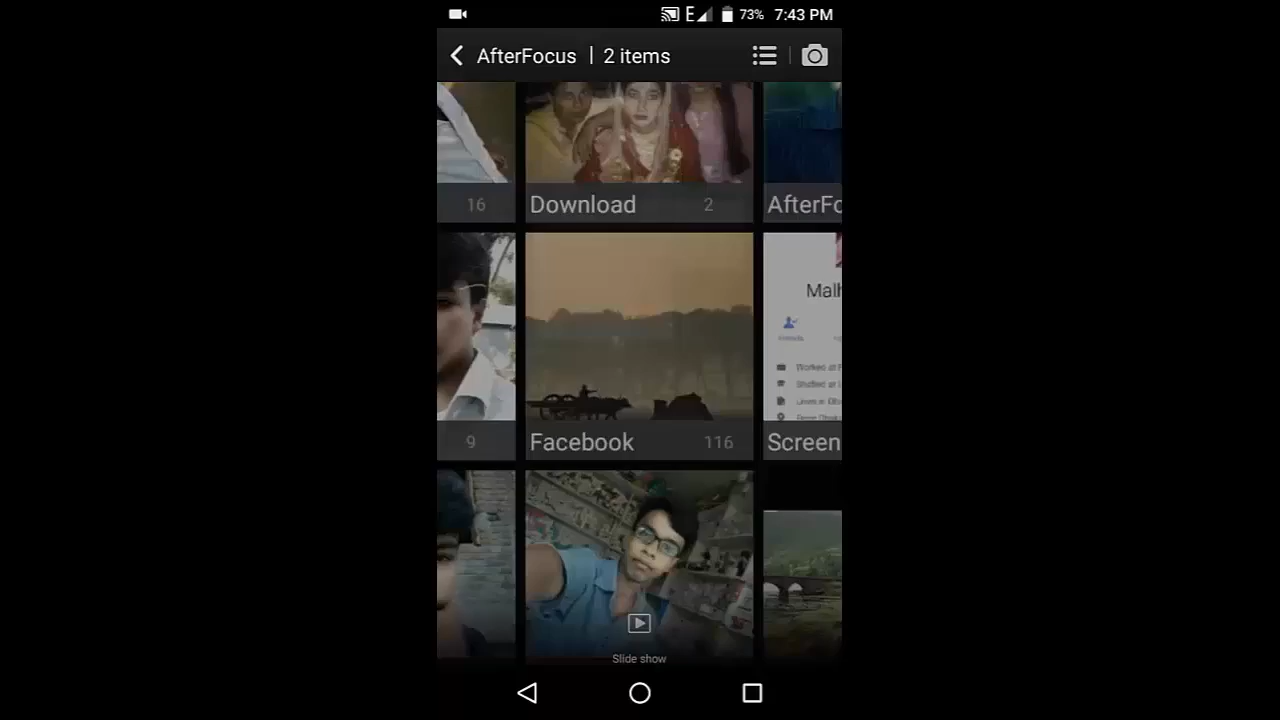 E 73% 7:43 PM
AfterFocus | 2 items
16
Download 2
AfterFo
Malh
9
Facebook 116
Screen
Slide show